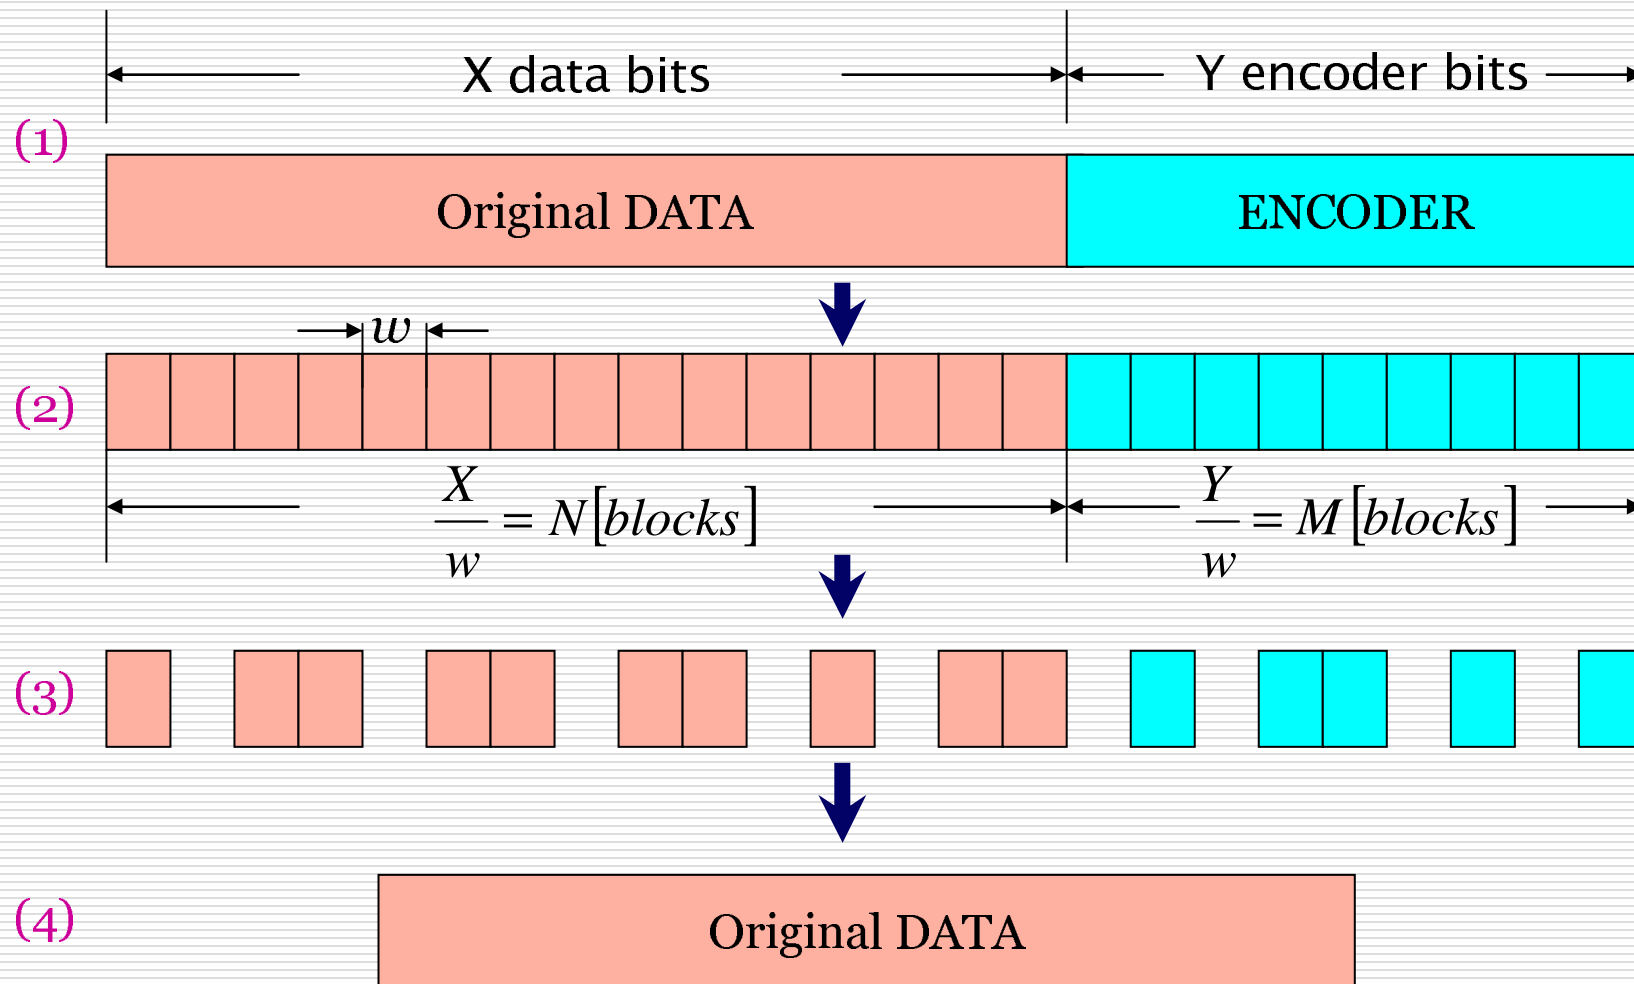 X data bits
Y encoder bits
(1)
Original DATA
ENCODER
w
(2)
X/w = N[blocks]
Y/w = M[blocks]
(3)
(4)
Original DATA